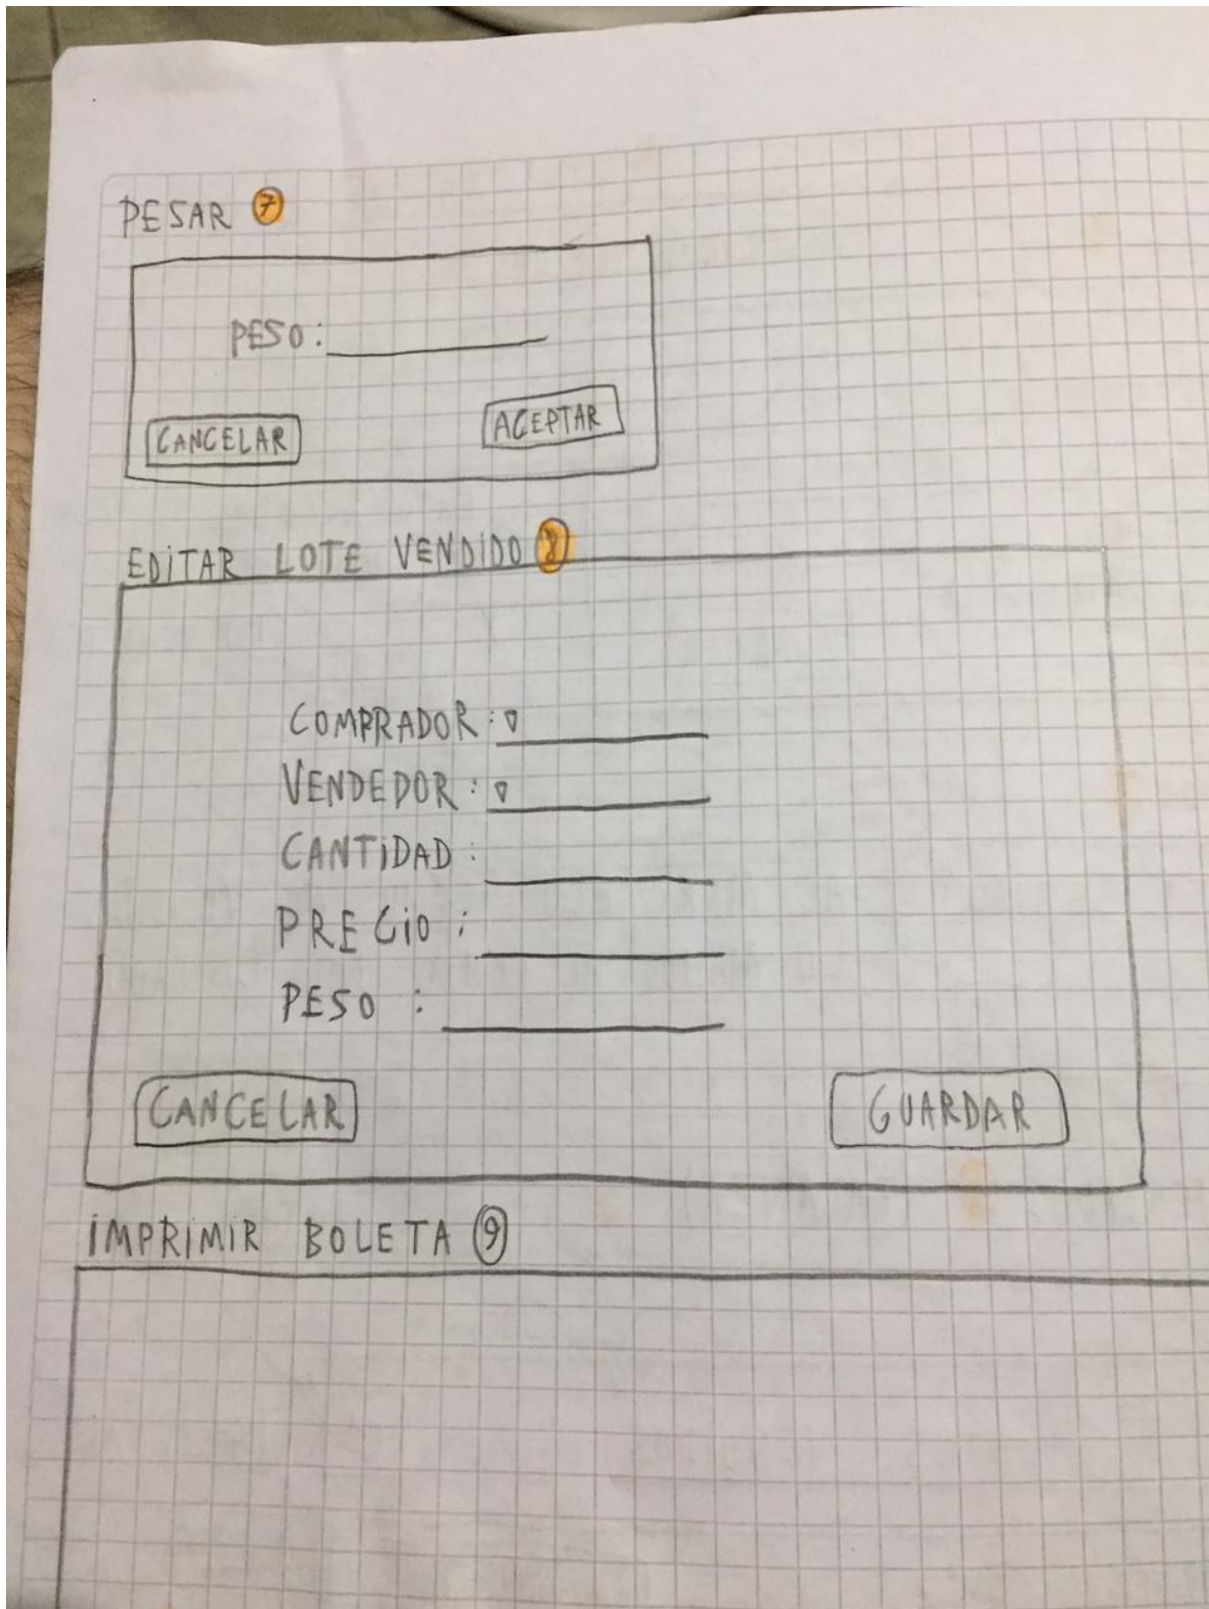 PESAR 7
PESO:
CANCELAR ACEPTAR
EDITAR LOTE VENDIDO 8
COMPRADOR:
VENDEDOR:
CANTIDAD:
PRECIO:
PESO :
CANCELAR GUARDAR
IMPRIMIR BOLETA 9